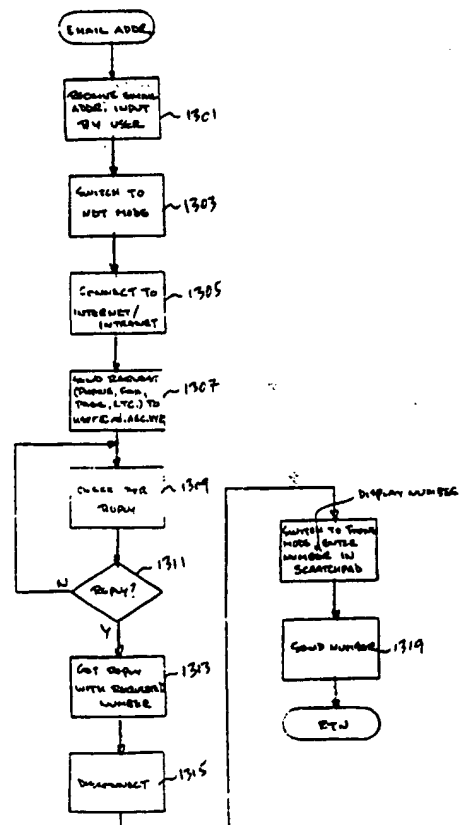 EMAIL ADDR
RECEIVE EMAIL
ADDR. INPUT
BY USER
1301
SWITCH TO
NDT MODE
1303
CONNECT TO
INTERNET/
INTRANET
1305
SEND REQUEST
(PHONE, FAX,
PAGE, ETC.) TO
1307
CHECK FOR
REPLY
1309
REPLY?
1311
N
Y
GET REPLY
WITH REQUEST
NUMBER
1313
DISCONNECT
1315
DISPLAY NUMBER
SWITCH TO PHONE
MODE ENTER
NUMBER IN
SCRATCHPAD
SEND NUMBER
1319
RTN